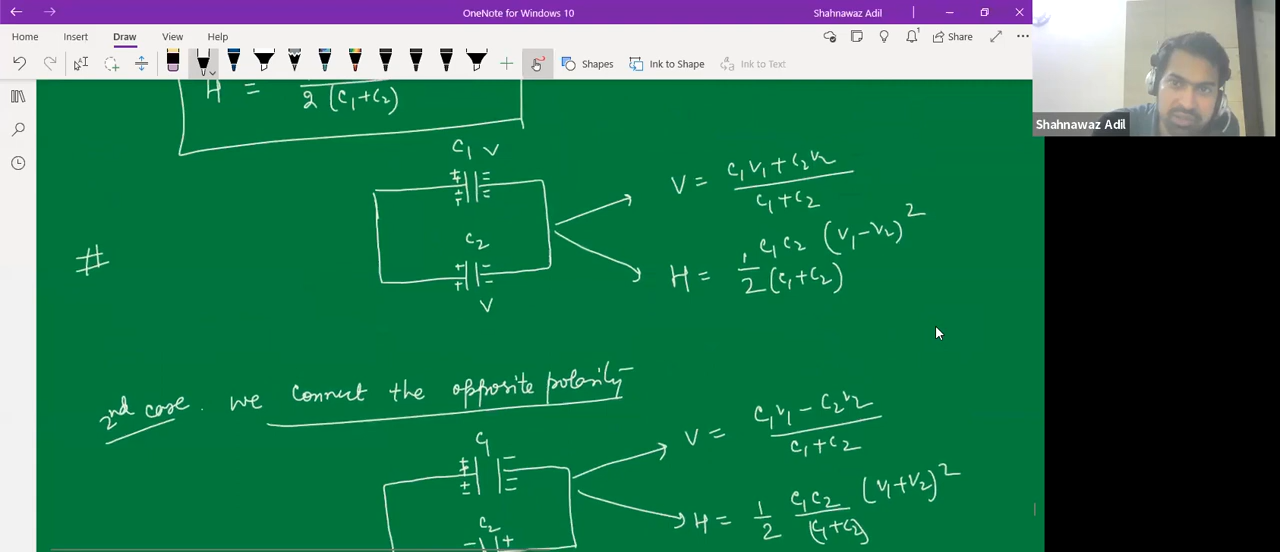 OneNote for Windows 10
Shahnawaz Adil
Home Insert Draw View Help
Shapes Ink to Shape Ink to Text Share
Shahnawaz Adil
H = 2 (C1+C2)
C1 V
V = C1V1+C2V2 / C1+C2
#
C2
H = 1/2 C1C2/(C1+C2) (V1-V2)^2
V
2nd case. we connect the opposite polarity
C1
V = C1V1 - C2V2 / C1+C2
C2
H = 1/2 C1C2/(C1+C2) (V1+V2)^2
- +